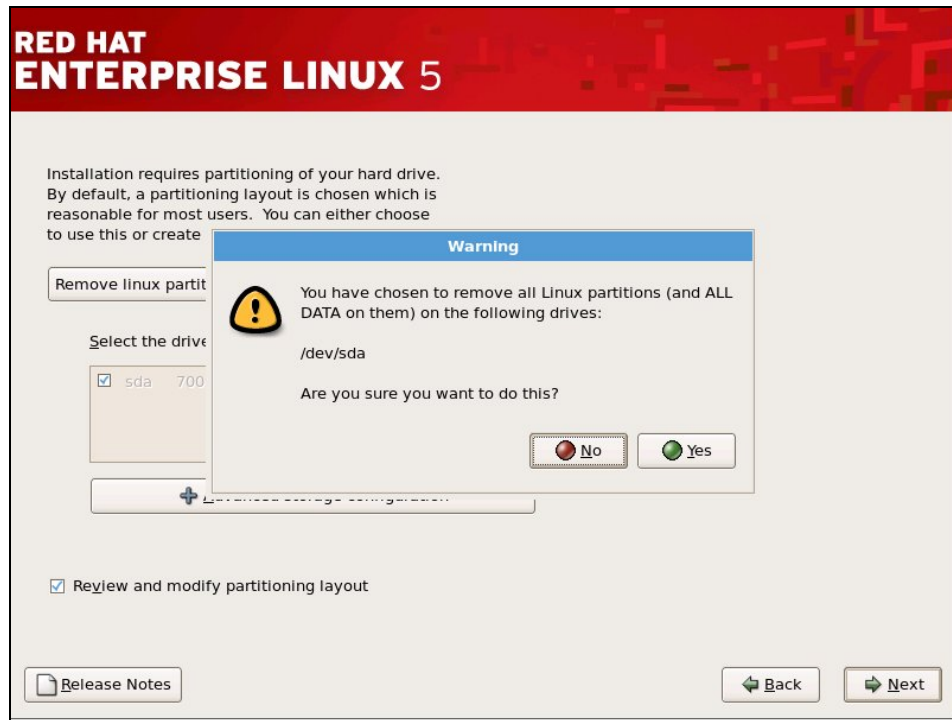 RED HAT
ENTERPRISE LINUX 5
Installation requires partitioning of your hard drive.
By default, a partitioning layout is chosen which is
reasonable for most users. You can either choose
to use this or create
Warning
Remove linux partit
You have chosen to remove all Linux partitions (and ALL
DATA on them) on the following drives:
/dev/sda
Are you sure you want to do this?
Select the drive
sda 700
No Yes
Review and modify partitioning layout
Release Notes Back Next